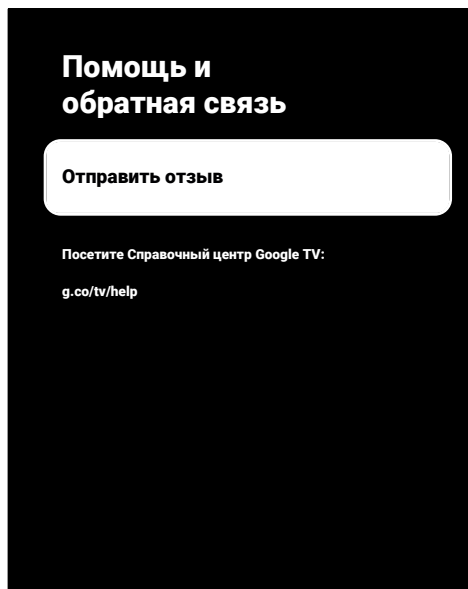 Помощь и
обратная связь
Отправить отзыв
Посетите Справочный центр Google TV:
g.co/tv/help